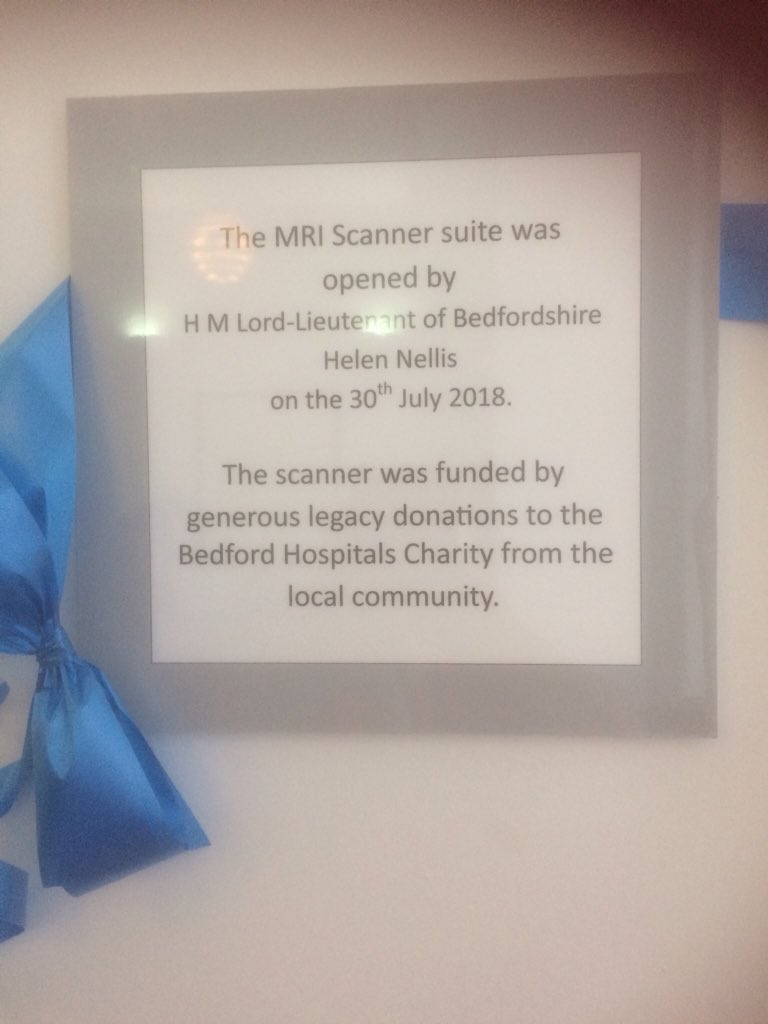 The MRI Scanner suite was
opened by
H M Lord-Lieutenant of Bedfordshire
Helen Nellis
on the 30th July 2018.
The scanner was funded by
generous legacy donations to the
Bedford Hospitals Charity from the
local community.